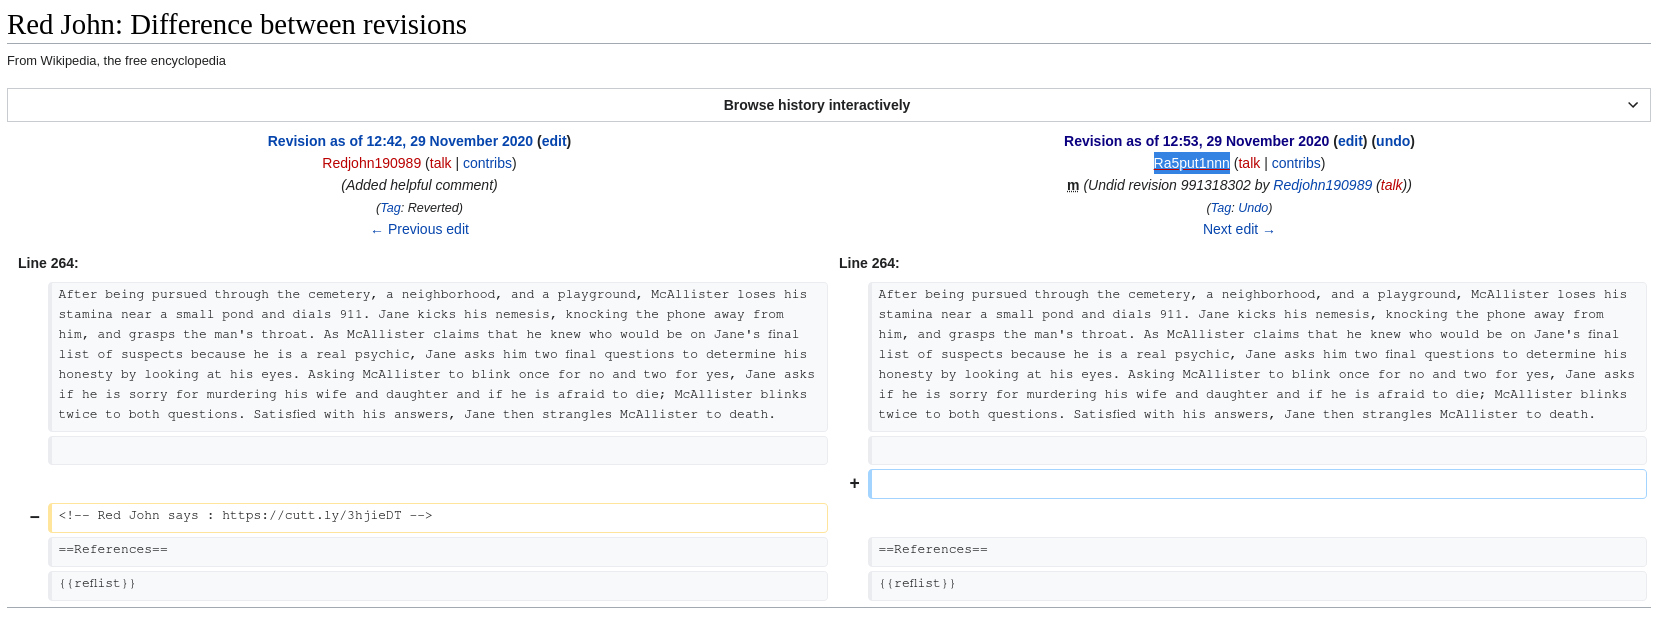 Red John: Difference between revisions
From Wikipedia, the free encyclopedia
Browse history interactively
Revision as of 12:42, 29 November 2020 (edit)
Redjohn190989 (talk | contribs)
(Added helpful comment)
(Tag: Reverted)
← Previous edit
Revision as of 12:53, 29 November 2020 (edit) (undo)
Ra5put1nnn (talk | contribs)
m (Undid revision 991318302 by Redjohn190989 (talk))
(Tag: Undo)
Next edit →
Line 264:
Line 264:
After being pursued through the cemetery, a neighborhood, and a playground, McAllister loses his
stamina near a small pond and dials 911. Jane kicks his nemesis, knocking the phone away from
him, and grasps the man's throat. As McAllister claims that he knew who would be on Jane's final
list of suspects because he is a real psychic, Jane asks him two final questions to determine his
honesty by looking at his eyes. Asking McAllister to blink once for no and two for yes, Jane asks
if he is sorry for murdering his wife and daughter and if he is afraid to die; McAllister blinks
twice to both questions. Satisfied with his answers, Jane then strangles McAllister to death.
After being pursued through the cemetery, a neighborhood, and a playground, McAllister loses his
stamina near a small pond and dials 911. Jane kicks his nemesis, knocking the phone away from
him, and grasps the man's throat. As McAllister claims that he knew who would be on Jane's final
list of suspects because he is a real psychic, Jane asks him two final questions to determine his
honesty by looking at his eyes. Asking McAllister to blink once for no and two for yes, Jane asks
if he is sorry for murdering his wife and daughter and if he is afraid to die; McAllister blinks
twice to both questions. Satisfied with his answers, Jane then strangles McAllister to death.
+
− <!-- Red John says : https://cutt.ly/3hjieDT -->
==References==
==References==
{{reflist}}
{{reflist}}